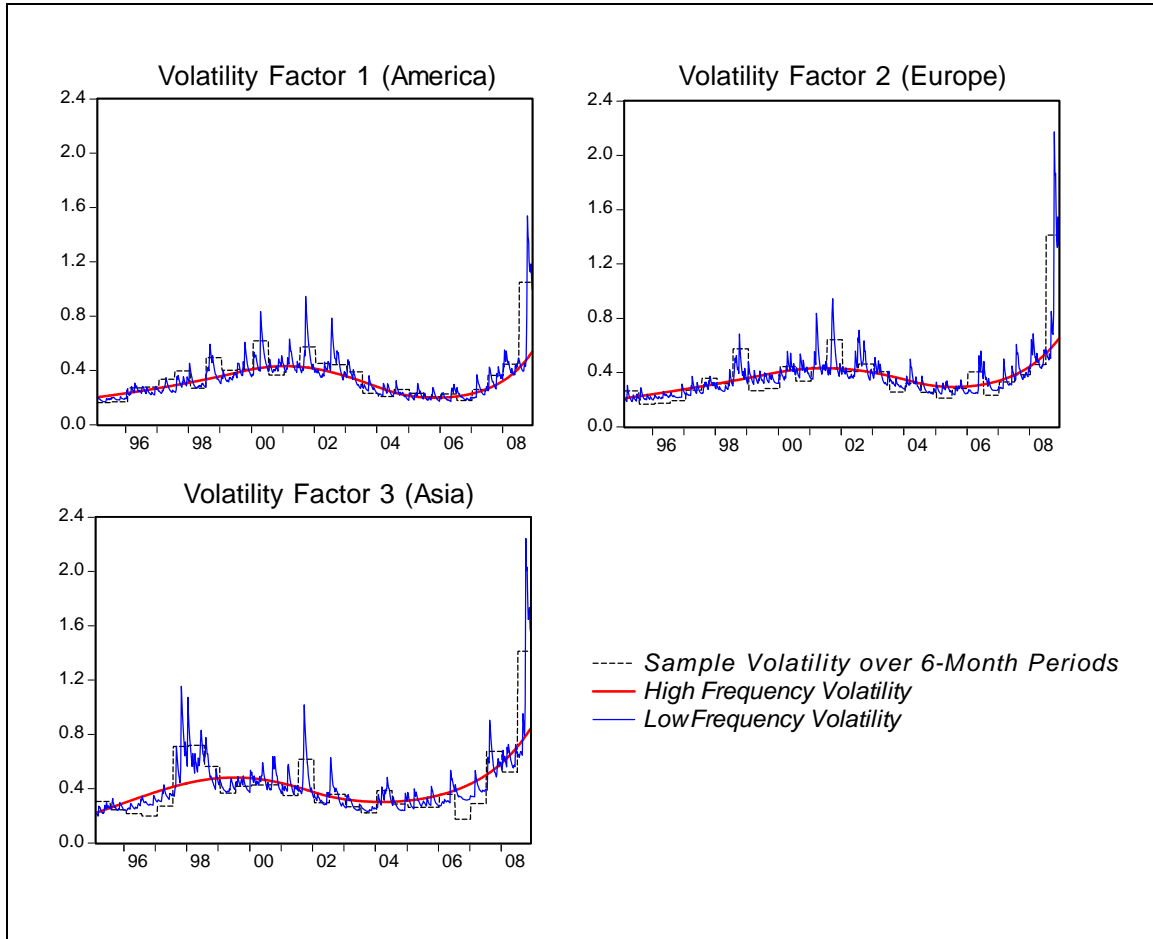 Volatility Factor 1 (America)
2.4
2.0
1.6
1.2
0.8
0.4
0.0
96 98 00 02 04 06 08
Volatility Factor 2 (Europe)
2.4
2.0
1.6
1.2
0.8
0.4
0.0
96 98 00 02 04 06 08
Volatility Factor 3 (Asia)
2.4
2.0
1.6
1.2
0.8
0.4
0.0
96 98 00 02 04 06 08
Sample Volatility over 6-Month Periods
High Frequency Volatility
Low Frequency Volatility